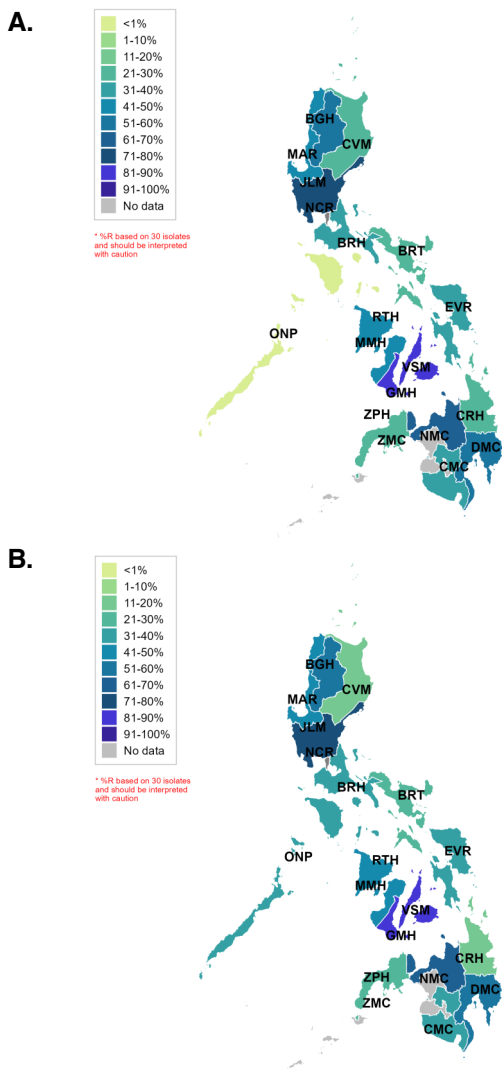 A.
<1%
1-10%
11-20%
21-30%
31-40%
41-50%
51-60%
61-70%
71-80%
81-90%
91-100%
No data
* %R based on 30 isolates
and should be interpreted
with caution
BGH
CVM
MAR
JLM
NCR
BRH
BRT
EVR
ONP
RTH
MMH
VSM
GMH
ZPH
CRH
ZMC
NMC
DMC
CMC
B.
<1%
1-10%
11-20%
21-30%
31-40%
41-50%
51-60%
61-70%
71-80%
81-90%
91-100%
No data
* %R based on 30 isolates
and should be interpreted
with caution
BGH
CVM
MAR
JLM
NCR
BRH
BRT
EVR
ONP
RTH
MMH
VSM
GMH
CRH
ZPH
NMC
DMC
ZMC
CMC